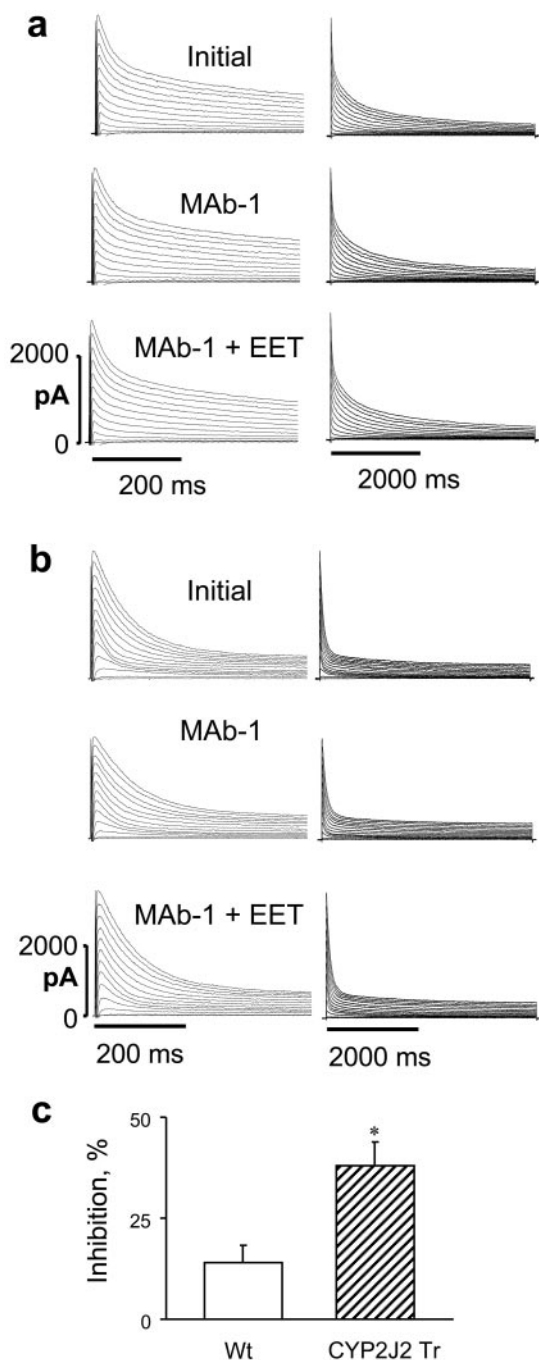 a
Initial
MAb-1
MAb-1 + EET
2000
pA
0
200 ms
2000 ms
b
Initial
MAb-1
MAb-1 + EET
2000
pA
0
200 ms
2000 ms
c
Inhibition, %
50
25
0
*
Wt
CYP2J2 Tr